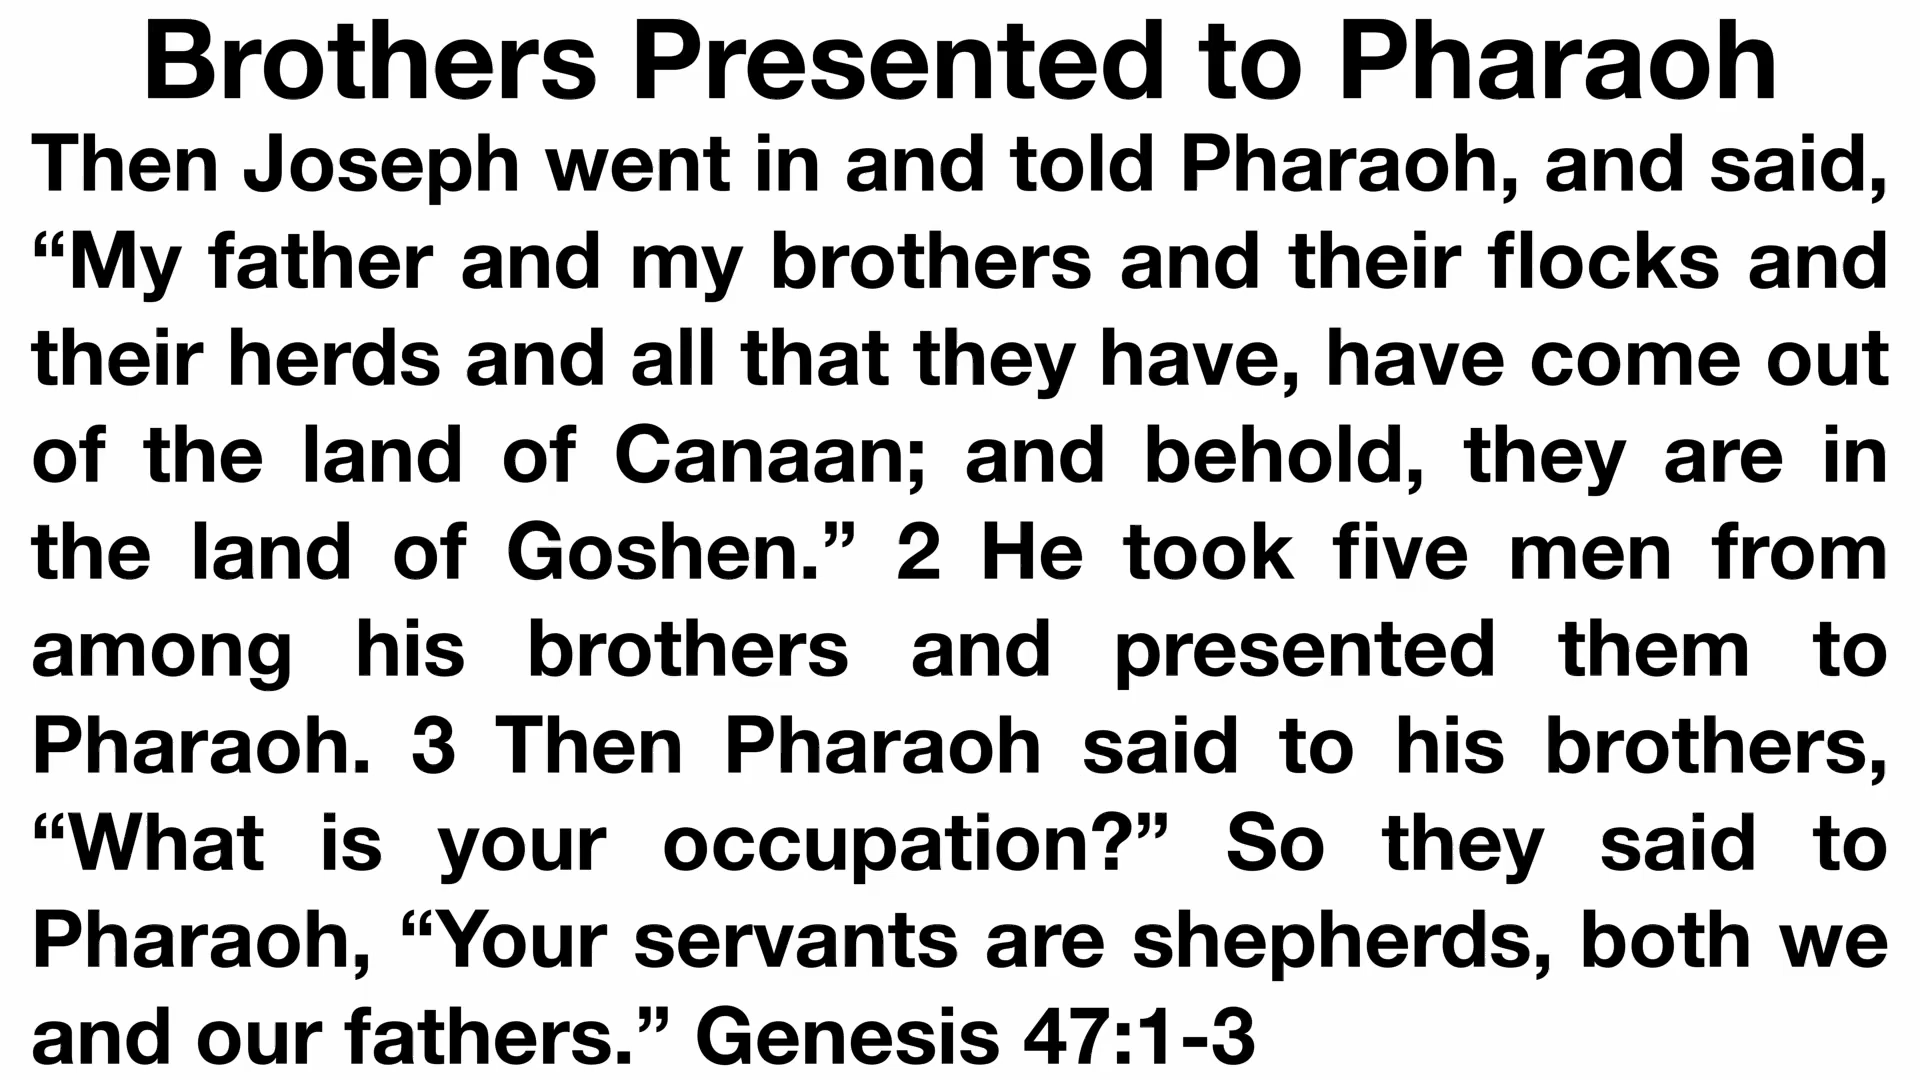 Brothers Presented to Pharaoh
Then Joseph went in and told Pharaoh, and said,
“My father and my brothers and their flocks and
their herds and all that they have, have come out
of the land of Canaan; and behold, they are in
the land of Goshen.” 2 He took five men from
among his brothers and presented them to
Pharaoh. 3 Then Pharaoh said to his brothers,
“What is your occupation?” So they said to
Pharaoh, “Your servants are shepherds, both we
and our fathers.” Genesis 47:1-3